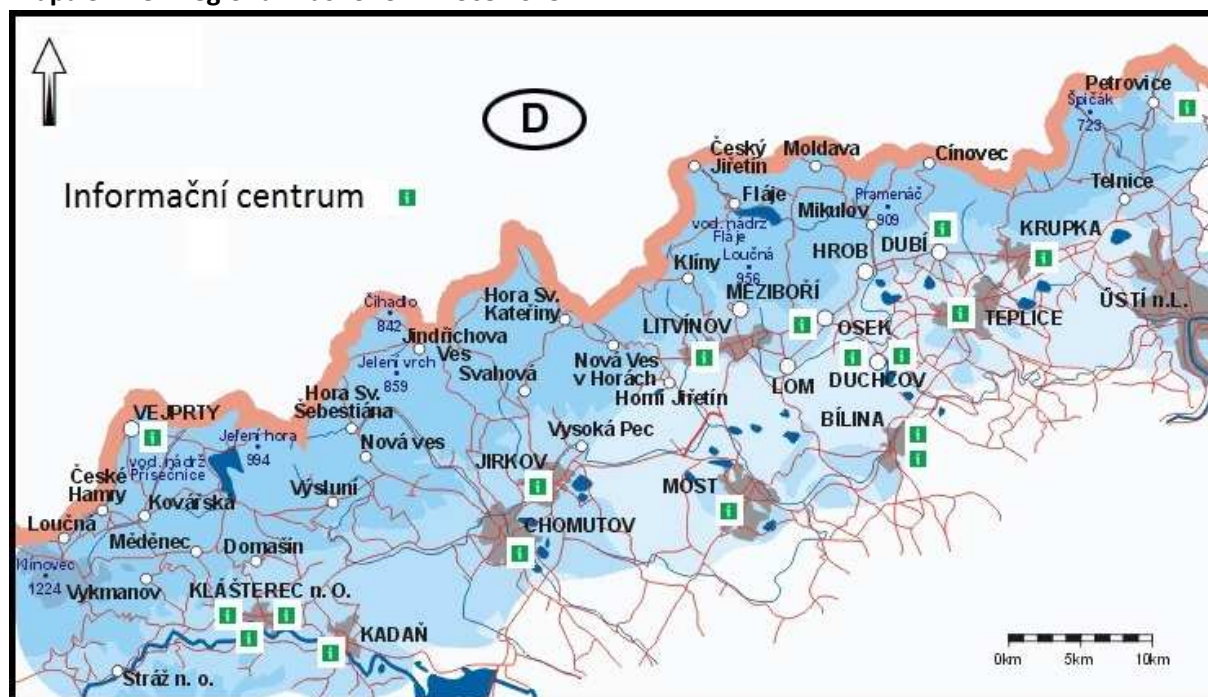 D
Informační centrum
Petrovice
Špičák
723
Český
Jiřetín
Moldava
Cínovec
Telnice
Fláje
Pramenáč
909
Mikulov
vod. nádrž
Fláje
KRUPKA
DUBÍ
HROB
Loučná
956
Klíny
MEZIBOŘÍ
ÚSTÍ n.L.
Čihadlo
842
Hora Sv.
Kateřiny
LITVÍNOV
OSEK
TEPLICE
Jindřichova
Ves
Jelení vrch
859
Svahová
Nová Ves
v Horách
Horní Jiřetín
LOM
DUCHCOV
Hora Sv.
Šebestiána
VEJPRTY
Jelení hora
994
Nová ves
Vysoká Pec
BÍLINA
vod. nádrž
Přísečnice
České
Hamry
Kovářská
Výsluní
JIRKOV
MOST
Loučná
CHOMUTOV
Měděnec
Domašín
Klínovec
1224
Vykmanov
KLÁŠTEREC n. O.
KADAŇ
Stráž n. o.
0km 5km 10km